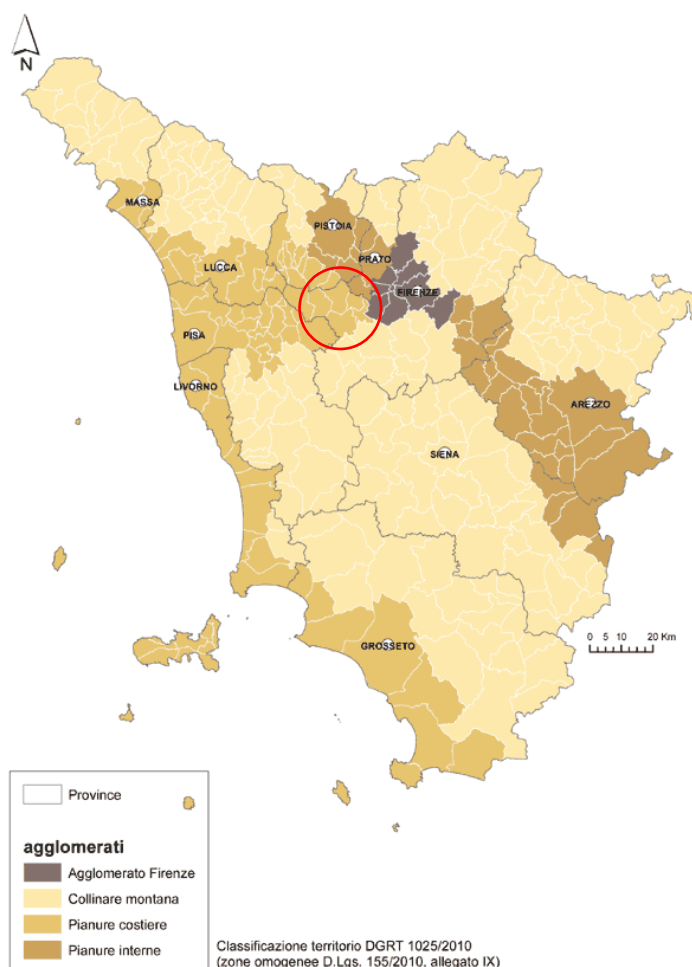 N
MASSA
PISTOIA
PRATO
LUCCA
FIRENZE
PISA
LIVORNO
AREZZO
SIENA
0 5 10 20 Km
GROSSETO
Province
agglomerati
Agglomerato Firenze
Collinare montana
Pianure costiere
Pianure interne
Classificazione territorio DGRT 1025/2010
(zone omogenee D.Lgs. 155/2010, allegato IX)